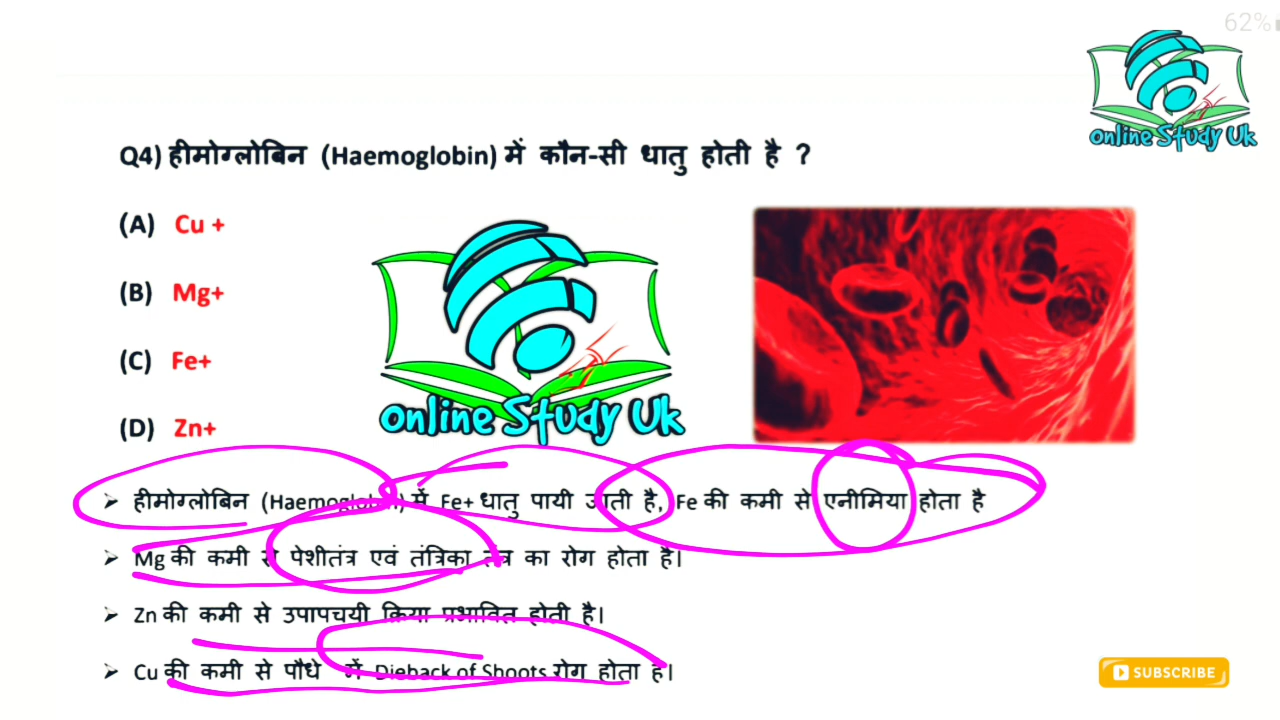 62%
online Study Uk
Q4) हीमोग्लोबिन (Haemoglobin) में कौन-सी धातु होती है ?
(A) Cu +
(B) Mg+
(C) Fe+
(D) Zn+
online Study Uk
➢ हीमोग्लोबिन (Haemoglobin) में Fe+ धातु पायी जाती है, Fe की कमी से एनीमिया होता है
➢ Mg की कमी से पेशीतंत्र एवं तंत्रिका तंत्र का रोग होता है।
➢ Zn की कमी से उपापचयी क्रिया प्रभावित होती है।
➢ Cu की कमी से पौधे में Dieback of Shoots रोग होता है।
SUBSCRIBE